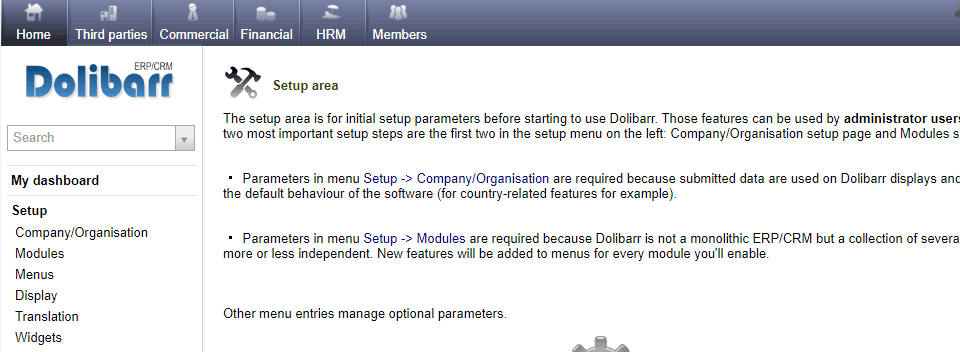 Home Third parties Commercial Financial HRM Members
ERP/CRM
Dolibarr
Setup area
The setup area is for initial setup parameters before starting to use Dolibarr. Those features can be used by administrator users
two most important setup steps are the first two in the setup menu on the left: Company/Organisation setup page and Modules s
Search
Parameters in menu Setup -> Company/Organisation are required because submitted data are used on Dolibarr displays and
the default behaviour of the software (for country-related features for example).
My dashboard
Setup
Company/Organisation
Modules
Menus
Display
Translation
Widgets
Parameters in menu Setup -> Modules are required because Dolibarr is not a monolithic ERP/CRM but a collection of severa
more or less independent. New features will be added to menus for every module you'll enable.
Other menu entries manage optional parameters.